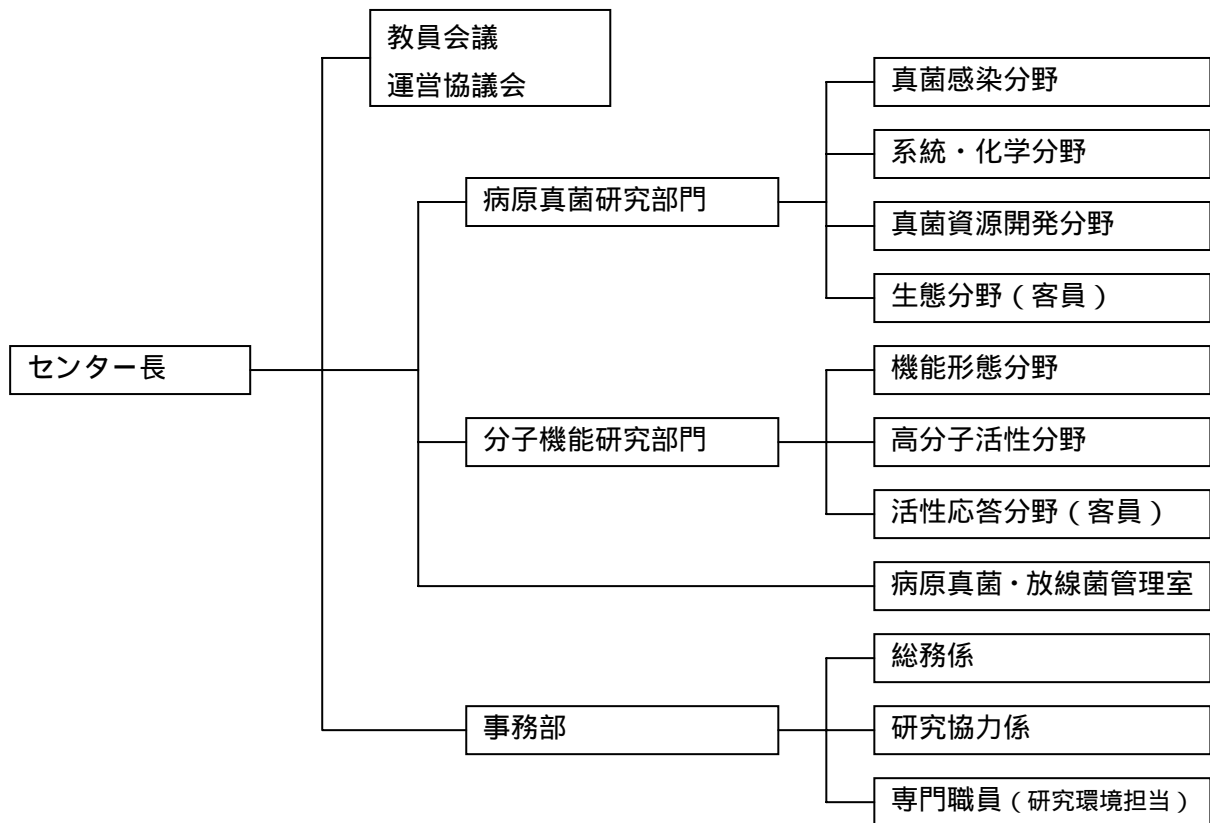 教員会議
運営協議会
真菌感染分野
系統・化学分野
病原真菌研究部門
真菌資源開発分野
生態分野（客員）
センター長
機能形態分野
分子機能研究部門
高分子活性分野
活性応答分野（客員）
病原真菌・放線菌管理室
総務係
事務部
研究協力係
専門職員（研究環境担当）